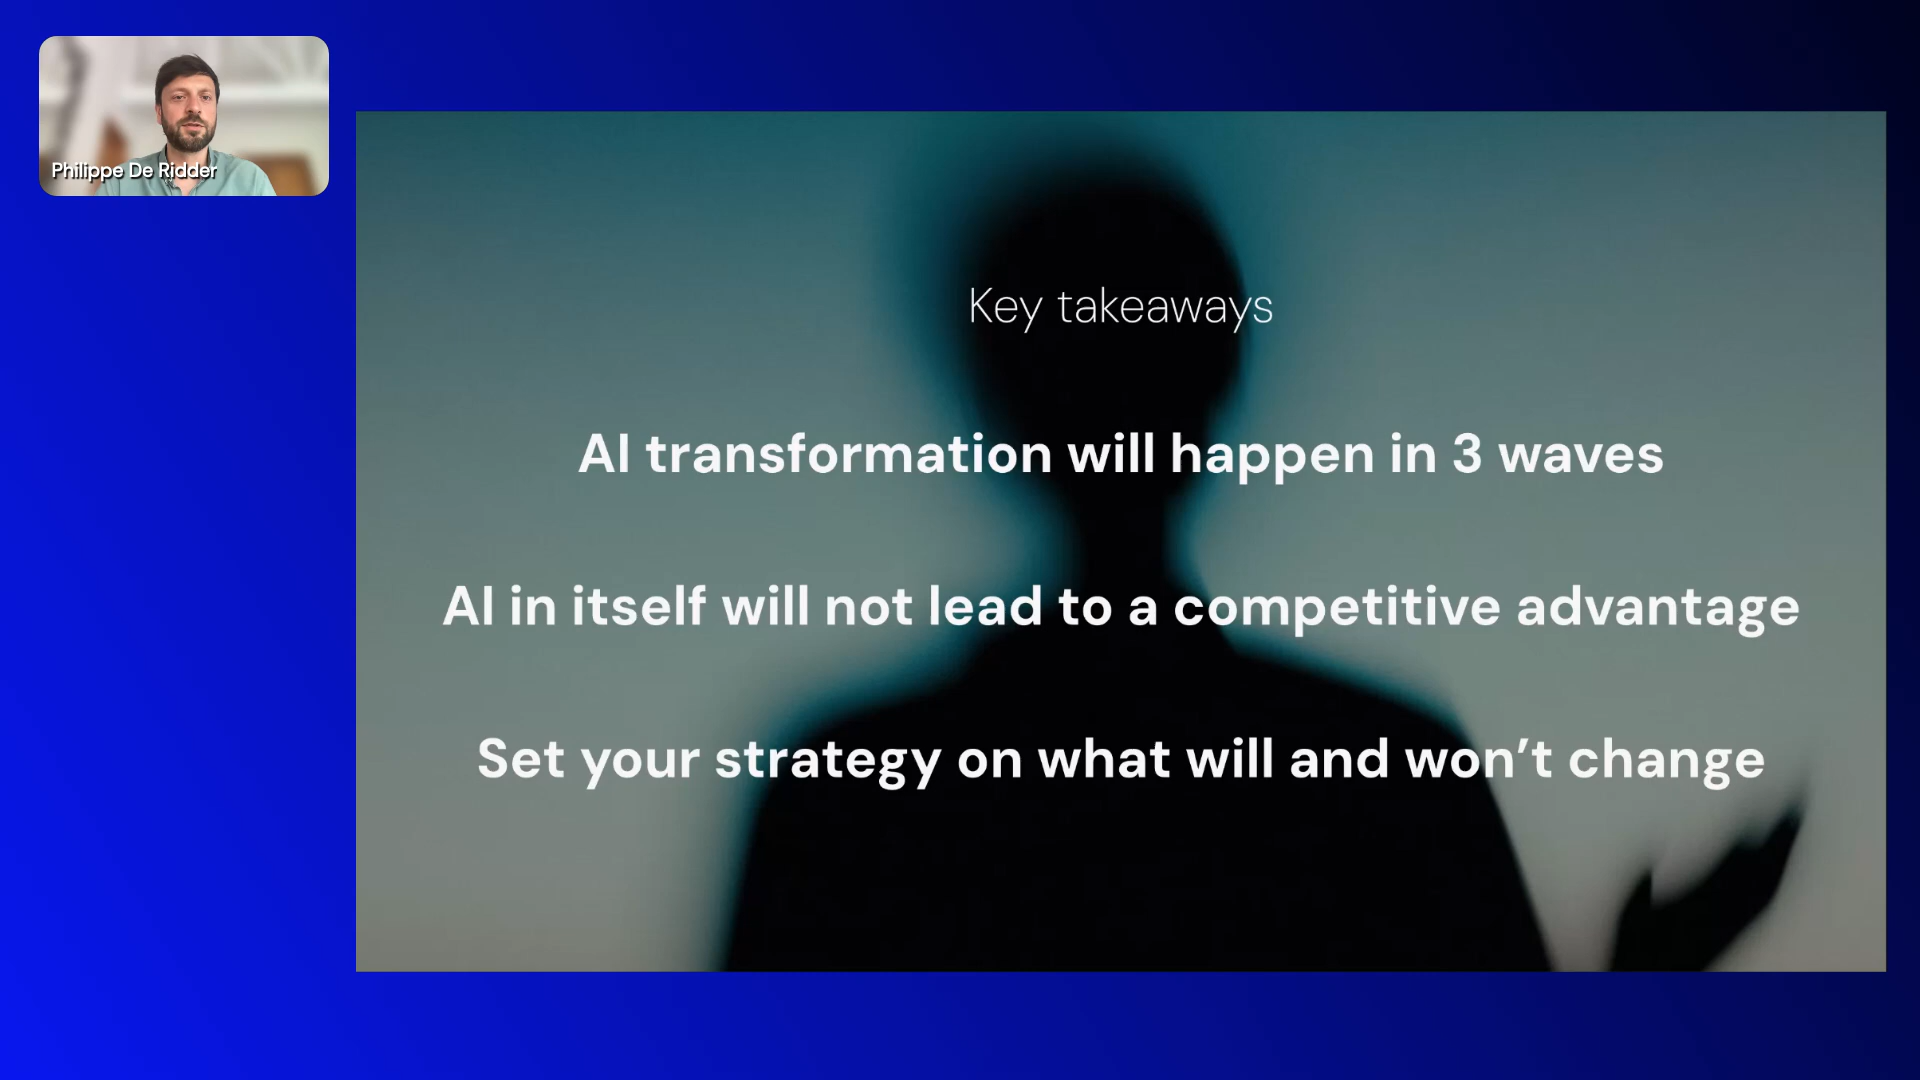 Philippe De Ridder
Key takeaways
AI transformation will happen in 3 waves
AI in itself will not lead to a competitive advantage
Set your strategy on what will and won’t change